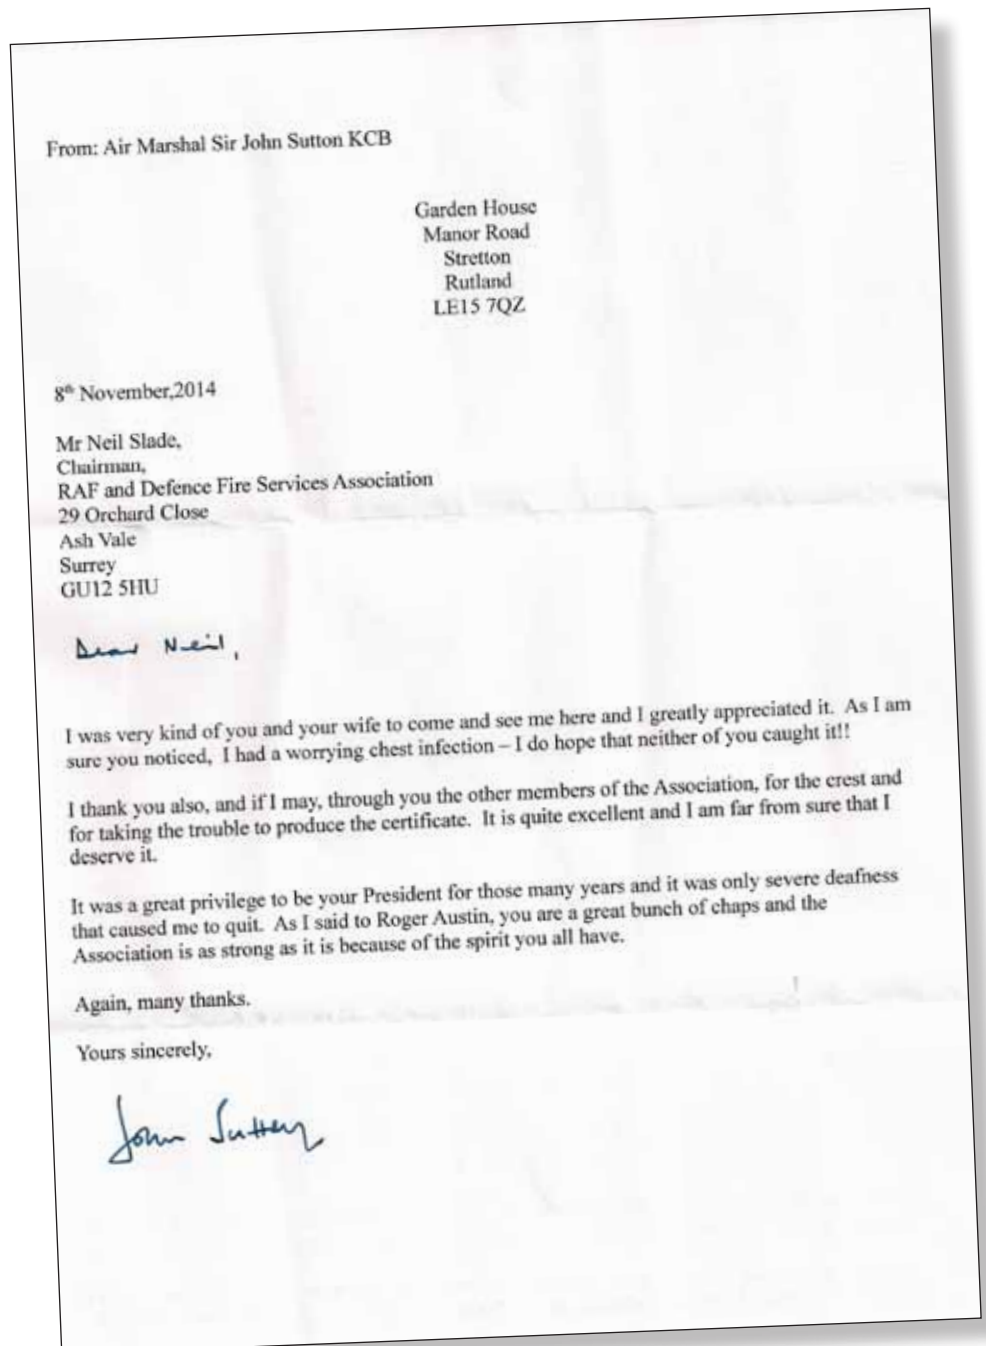 From: Air Marshal Sir John Sutton KCB
Garden House
Manor Road
Stretton
Rutland
LE15 7QZ
8th November,2014
Mr Neil Slade,
Chairman,
RAF and Defence Fire Services Association
29 Orchard Close
Ash Vale
Surrey
GU12 5HU
Dear Neil,
I was very kind of you and your wife to come and see me here and I greatly appreciated it. As I am
sure you noticed, I had a worrying chest infection – I do hope that neither of you caught it!!
I thank you also, and if I may, through you the other members of the Association, for the crest and
for taking the trouble to produce the certificate. It is quite excellent and I am far from sure that I
deserve it.
It was a great privilege to be your President for those many years and it was only severe deafness
that caused me to quit. As I said to Roger Austin, you are a great bunch of chaps and the
Association is as strong as it is because of the spirit you all have.
Again, many thanks.
Yours sincerely,
John Sutton